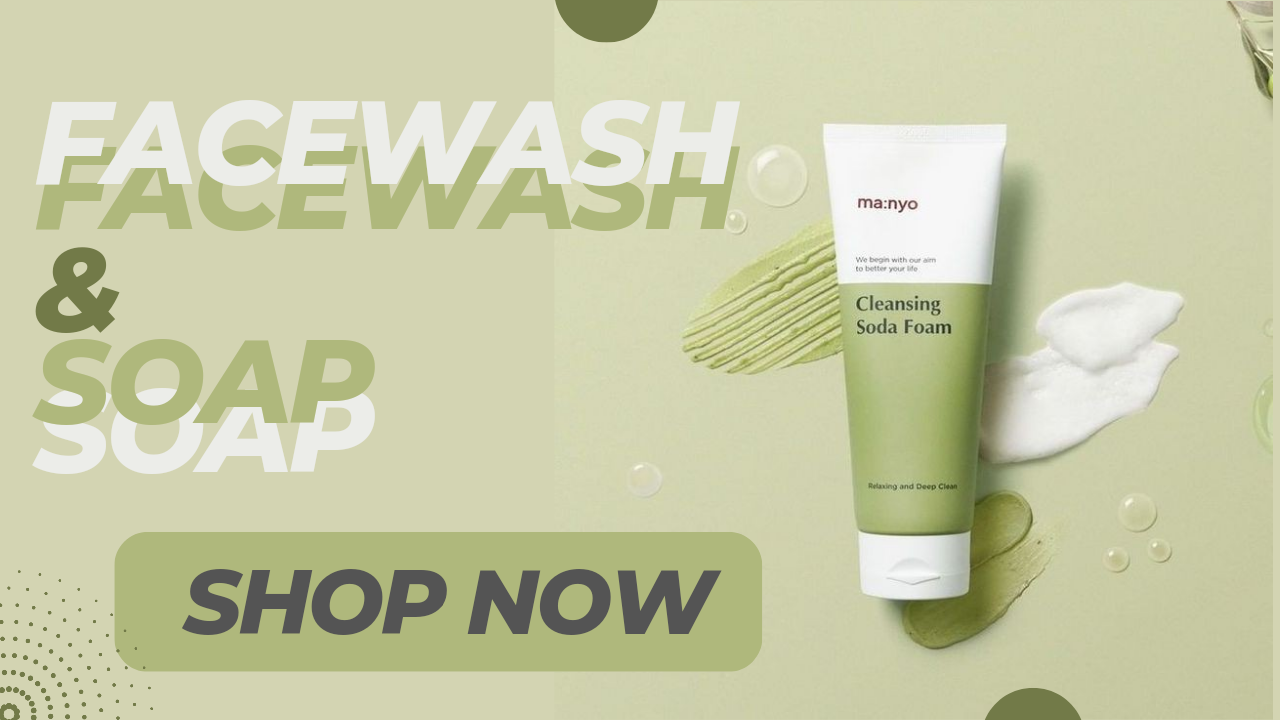 FACEWASH
FACEWASH
&
SOAP
SOAP
SHOP NOW
ma:nyo
We begin with our aim
to better your life
Cleansing
Soda Foam
Relaxing and Deep Clean